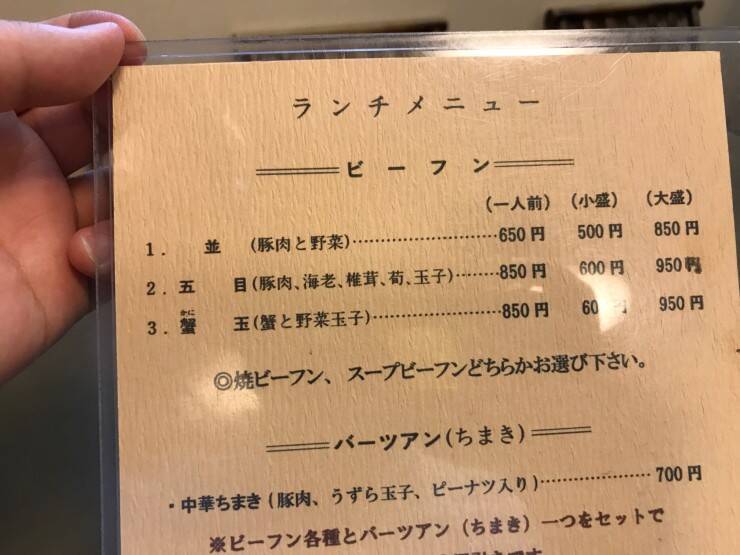 ランチメニュー
ビーフン
(一人前) (小盛) (大盛)
1. 並 (豚肉と野菜)……………………650円 500円 850円
2. 五目(豚肉、海老、椎茸、筍、玉子)………850円 600円 950円
かに
3. 蟹玉(蟹と野菜玉子)…………………850円 60 950円
◎焼ビーフン、スープビーフンどちらかお選び下さい。
バーツアン(ちまき)
・中華ちまき(豚肉、うずら玉子、ピーナツ入り)………………700円
※ビーフン各種とバーツアン(ちまき)一つをセットで